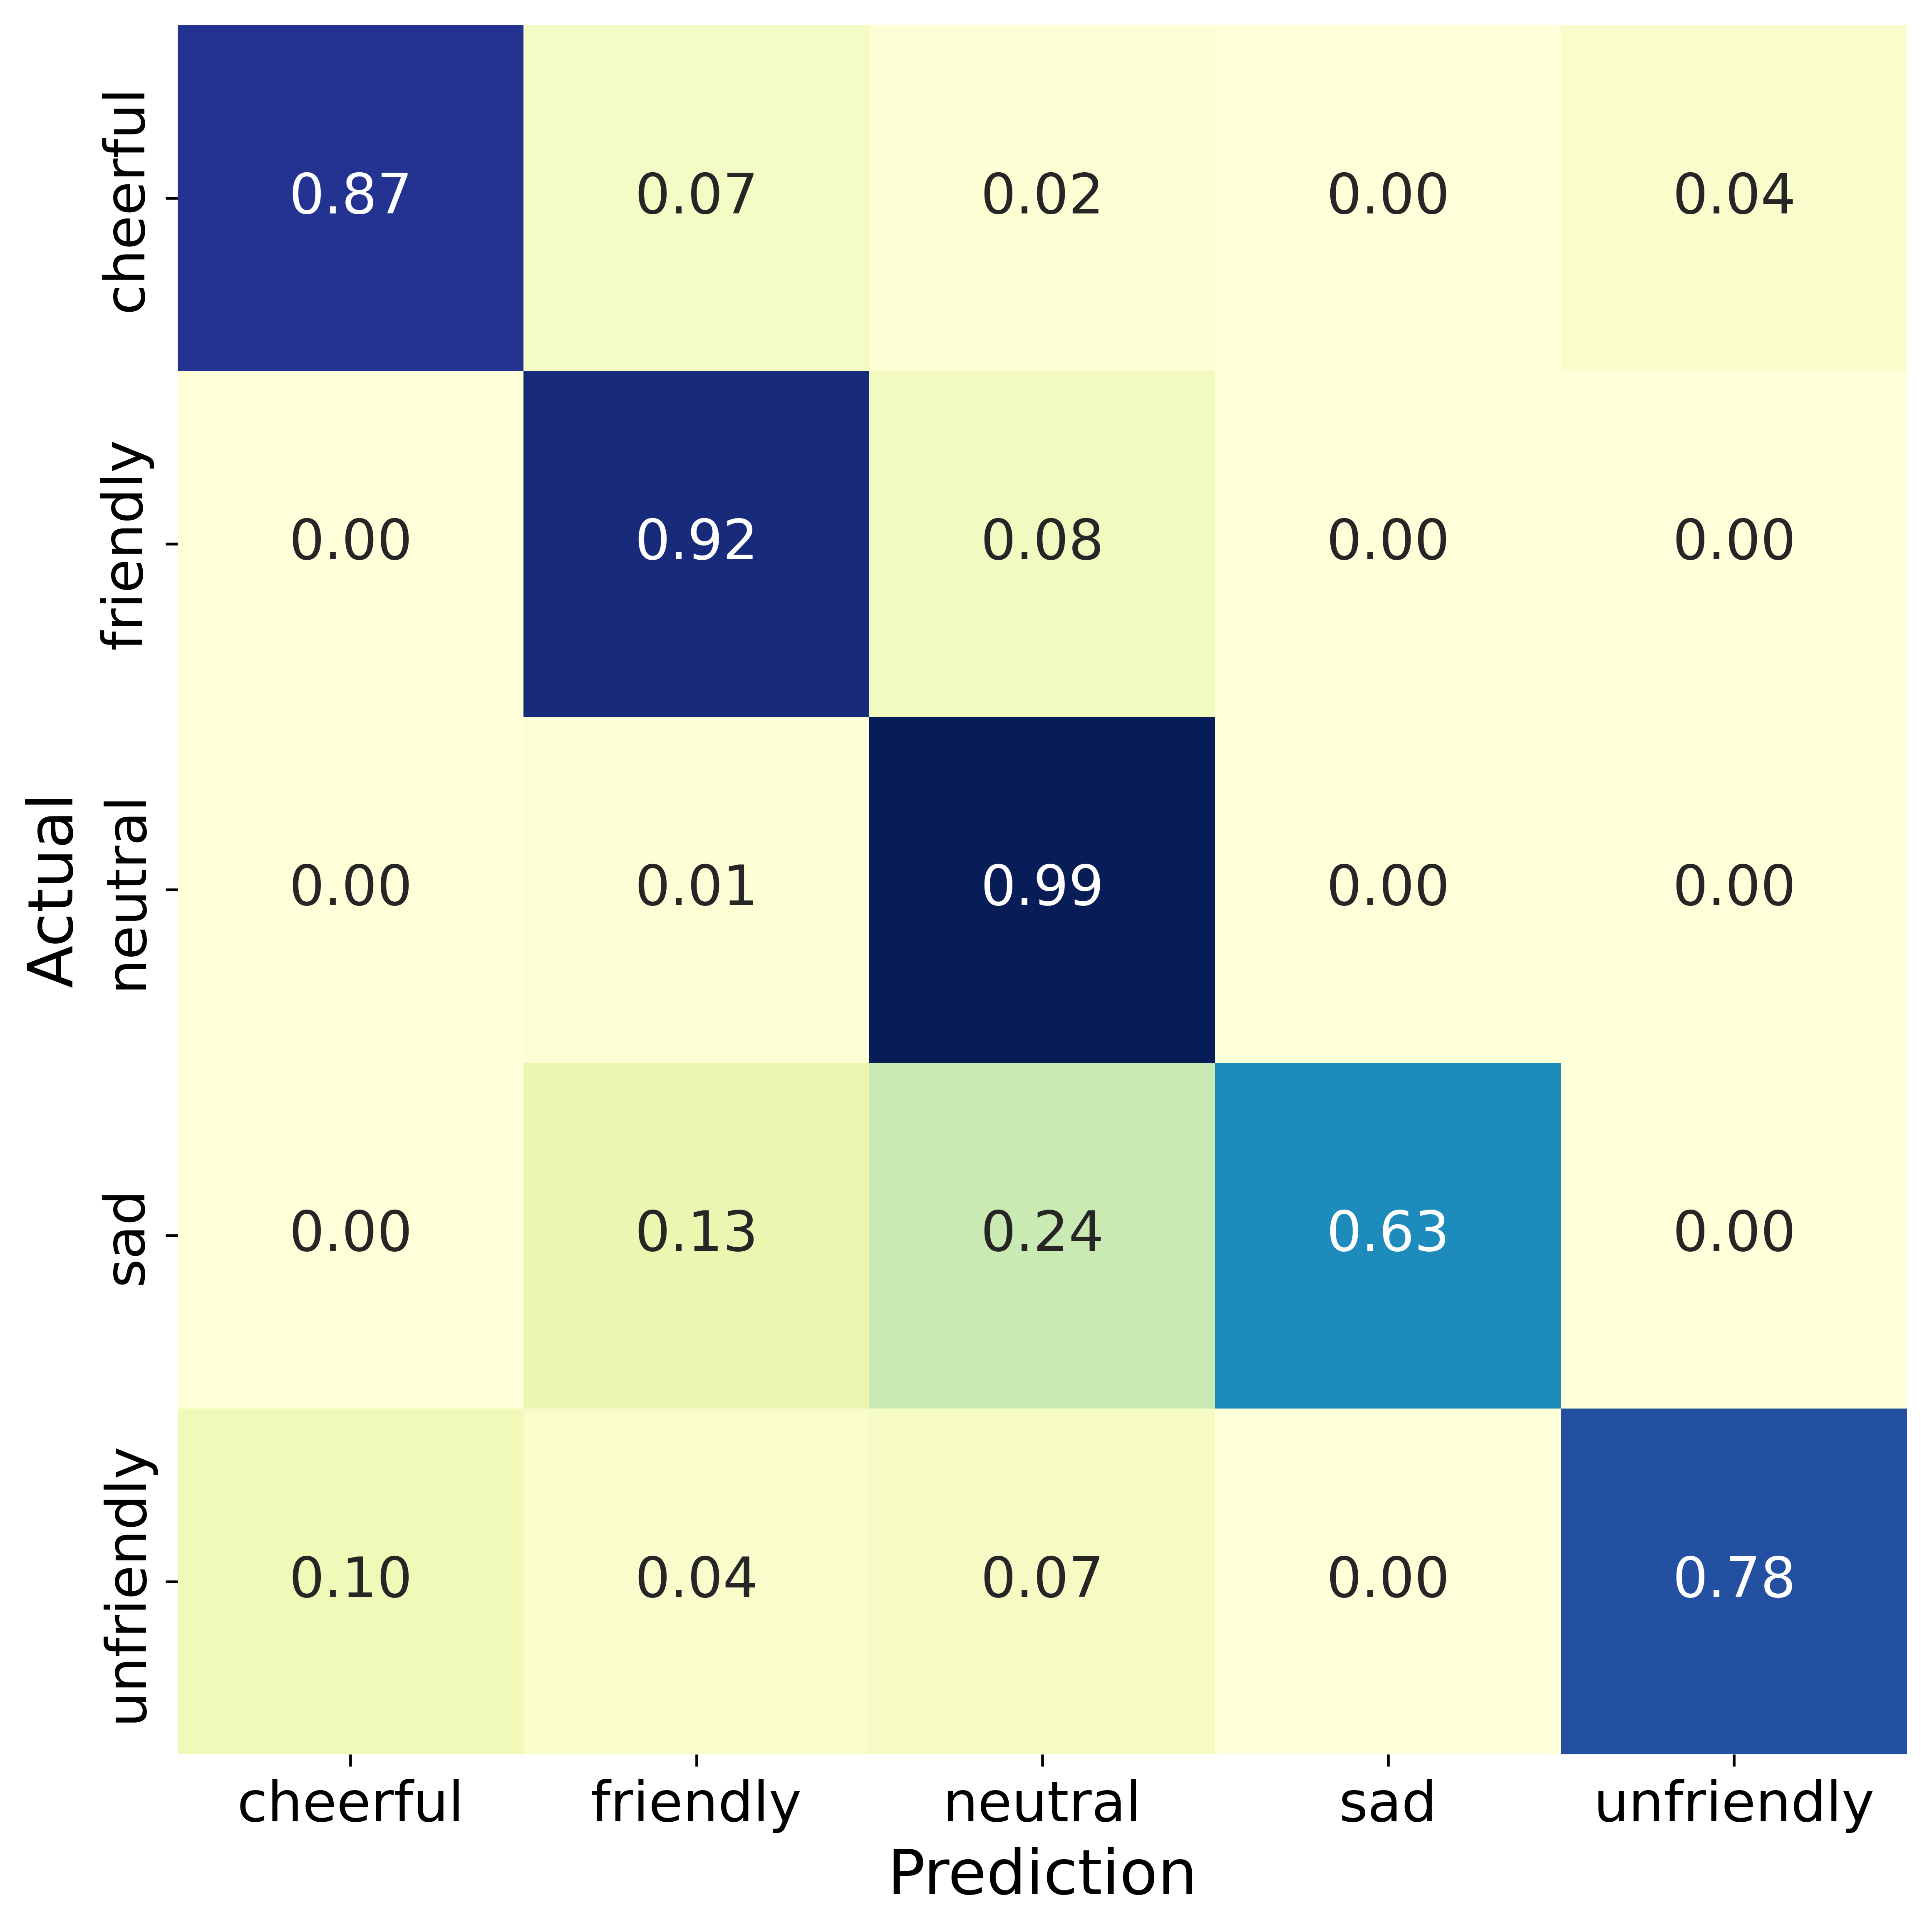 Actual
cheerful 0.87 0.07 0.02 0.00 0.04
friendly 0.00 0.92 0.08 0.00 0.00
neutral 0.00 0.01 0.99 0.00 0.00
sad 0.00 0.13 0.24 0.63 0.00
unfriendly 0.10 0.04 0.07 0.00 0.78
cheerful friendly neutral sad unfriendly
Prediction